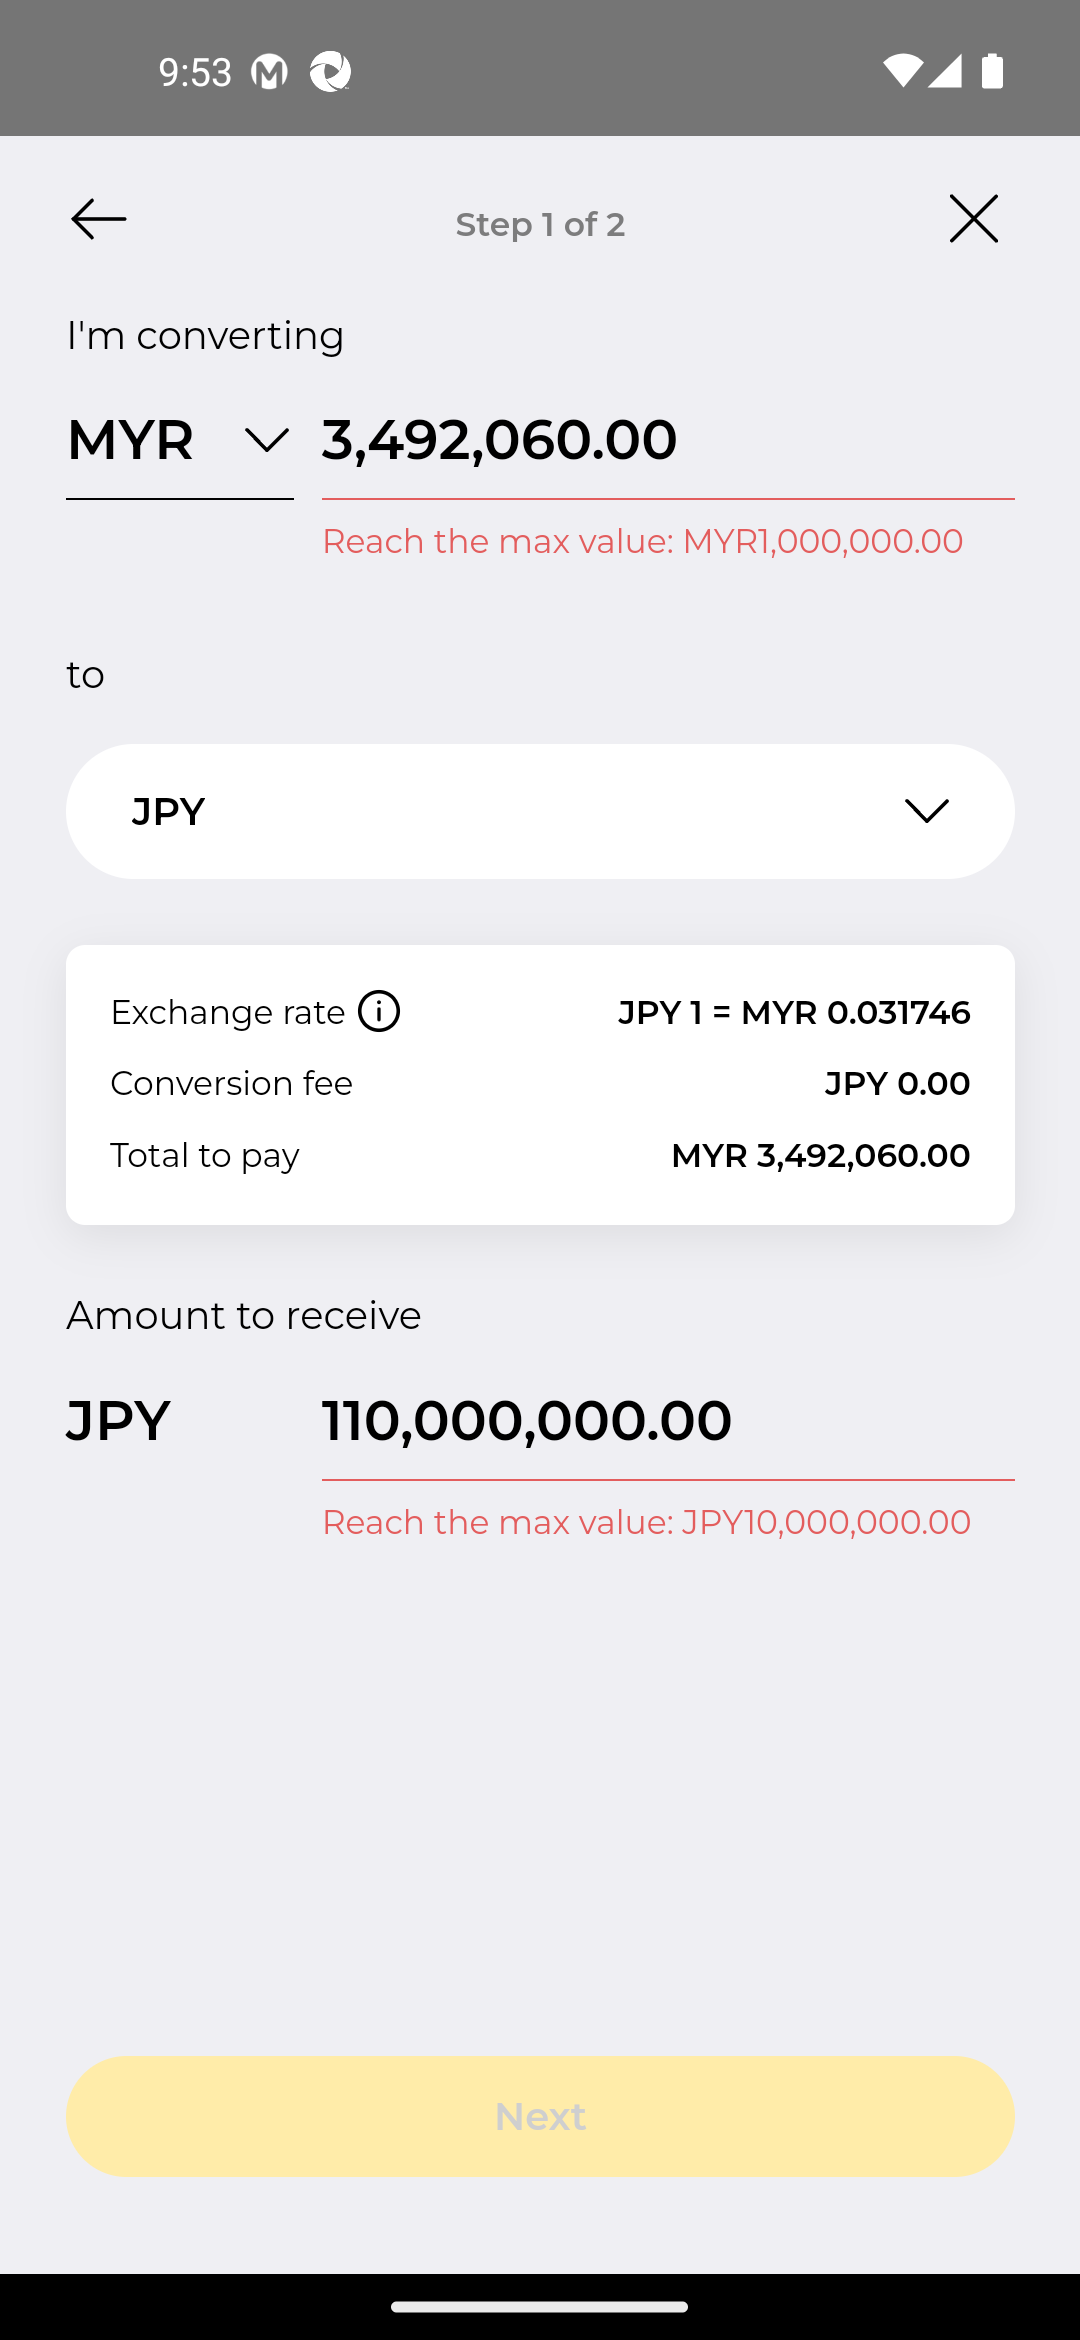 9:53
Step 1 of 2
I'm converting
MYR 3,492,060.00
Reach the max value: MYR1,000,000.00
to
JPY
Exchange rate JPY 1 = MYR 0.031746
Conversion fee JPY 0.00
Total to pay MYR 3,492,060.00
Amount to receive
JPY 110,000,000.00
Reach the max value: JPY10,000,000.00
Next